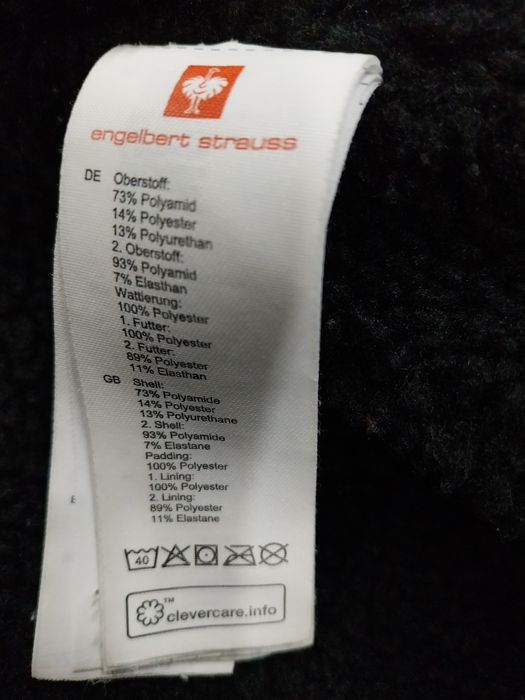 engelbert strauss
DE Oberstoff:
73% Polyamid
14% Polyester
13% Polyurethan
2. Oberstoff:
93% Polyamid
7% Elasthan
Wattierung:
100% Polyester
1. Futter:
100% Polyester
2. Futter:
89% Polyester
11% Elasthan
GB Shell:
73% Polyamide
14% Polyester
13% Polyurethane
2. Shell:
93% Polyamide
7% Elastane
Padding:
100% Polyester
1. Lining:
100% Polyester
2. Lining:
89% Polyester
11% Elastane
40
TM
clevercare.info